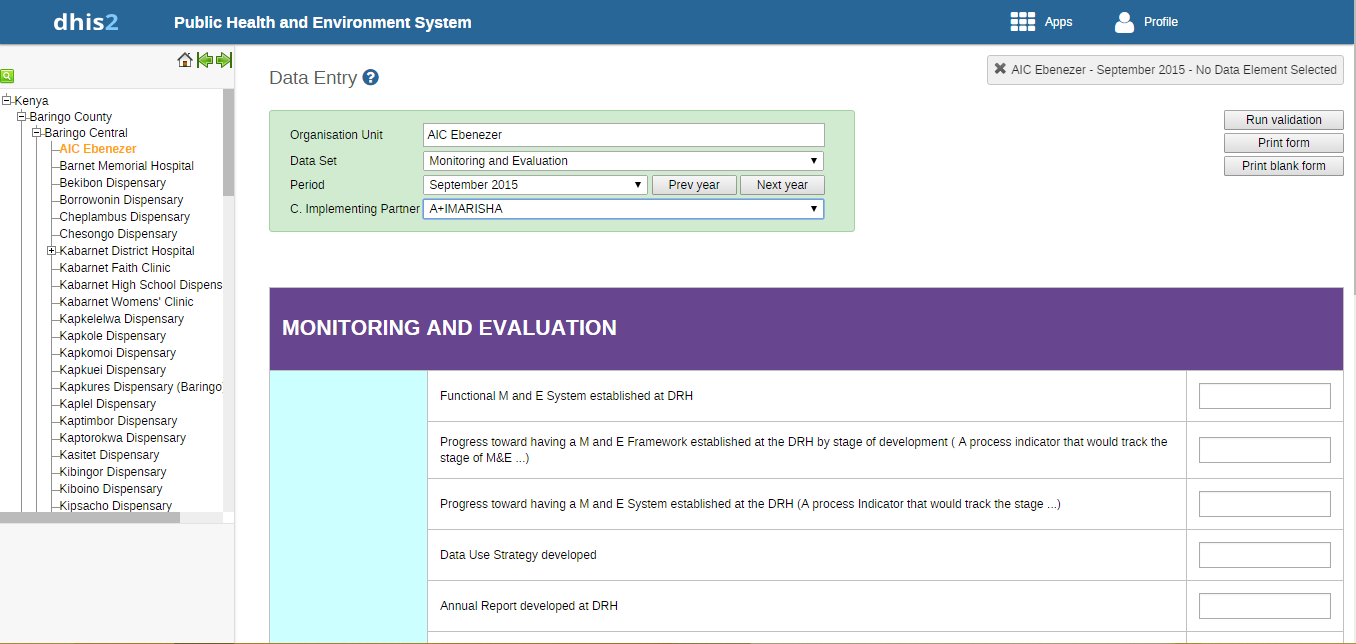 dhis2
Public Health and Environment System
Apps
Profile
Kenya
Baringo County
Baringo Central
AIC Ebenezer
Barnet Memorial Hospital
Bekibon Dispensary
Borrowonin Dispensary
Cheplambus Dispensary
Chesongo Dispensary
Kabarnet District Hospital
Kabarnet Faith Clinic
Kabarnet High School Dispens
Kabarnet Womens' Clinic
Kapkelelwa Dispensary
Kapkole Dispensary
Kapkomoi Dispensary
Kapkuei Dispensary
Kapkures Dispensary (Baringo
Kaplel Dispensary
Kaptimbor Dispensary
Kaptorokwa Dispensary
Kasitet Dispensary
Kibingor Dispensary
Kiboino Dispensary
Kipsacho Dispensary
Data Entry ?
AIC Ebenezer - September 2015 - No Data Element Selected
Organisation Unit AIC Ebenezer
Data Set Monitoring and Evaluation
Period September 2015 Prev year Next year
C. Implementing Partner A+IMARISHA
Run validation
Print form
Print blank form
MONITORING AND EVALUATION
Functional M and E System established at DRH
Progress toward having a M and E Framework established at the DRH by stage of development ( A process indicator that would track the
stage of M&E ...)
Progress toward having a M and E System established at the DRH (A process Indicator that would track the stage ...)
Data Use Strategy developed
Annual Report developed at DRH